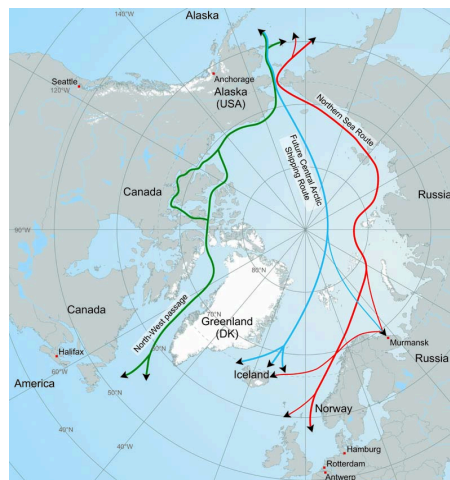 140°W
Alaska
Seattle
120°W
Anchorage
Alaska
(USA)
Northern Sea Route
Future Central Arctic
Shipping Route
Canada
Russia
90°W
80°N
70°N
North-West passage
Greenland
(DK)
Canada
Murmansk
Halifax
60°N
Russia
60°W
Iceland
America
50°N
Norway
40°N
40°W
Hamburg
Rotterdam
Antwerp